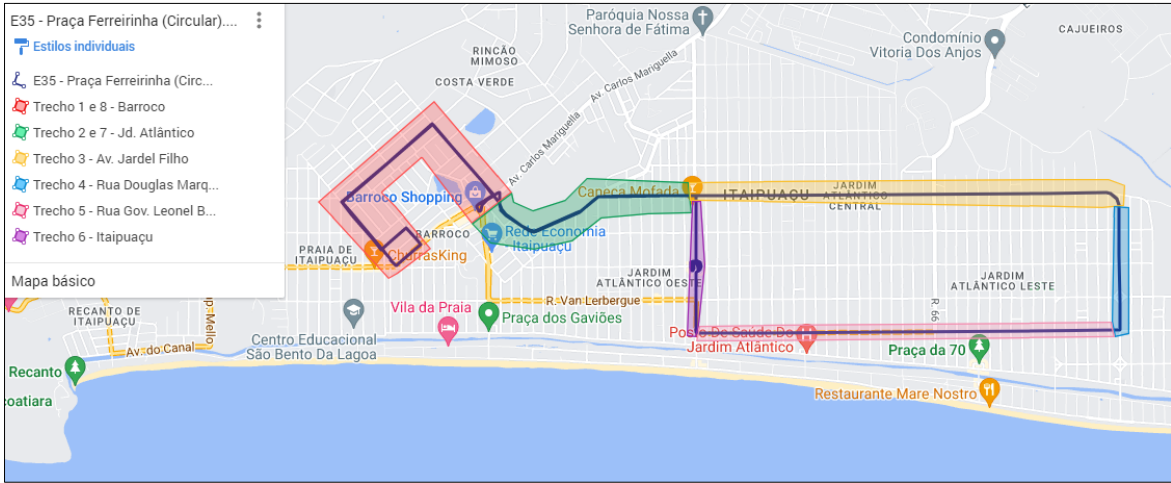 E35 - Praça Ferreirinha (Circular)....
Estilos individuais
E35 - Praça Ferreirinha (Circ...
Trecho 1 e 8 - Barroco
Trecho 2 e 7 - Jd. Atlântico
Trecho 3 - Av. Jardel Filho
Trecho 4 - Rua Douglas Marq...
Trecho 5 - Rua Gov. Leonel B...
Trecho 6 - Itaipuaçu
Mapa básico
Paróquia Nossa
Senhora de Fátima
Condomínio
Vitoria Dos Anjos
CAJUEIROS
RINCÃO
MIMOSO
COSTA VERDE
Av. Carlos Mariguella
Av. Carlos Mariguella
Barroco Shopping
Caneca Mofada
ITAIPUAÇU
JARDIM
ATLÂNTICO
CENTRAL
BARROCO
Rede Economia
Itaipuaçu
PRAIA DE
ITAIPUAÇU
ChurrasKing
JARDIM
ATLÂNTICO OESTE
JARDIM
ATLÂNTICO LESTE
R. 66
R. Van Lerbergue
Vila da Praia
Praça dos Gaviões
RECANTO DE
ITAIPUAÇU
Mello
Centro Educacional
São Bento Da Lagoa
Posto De Saúde Do
Jardim Atlântico
Praça da 70
Av. do Canal
Recanto
coatiara
Restaurante Mare Nostro